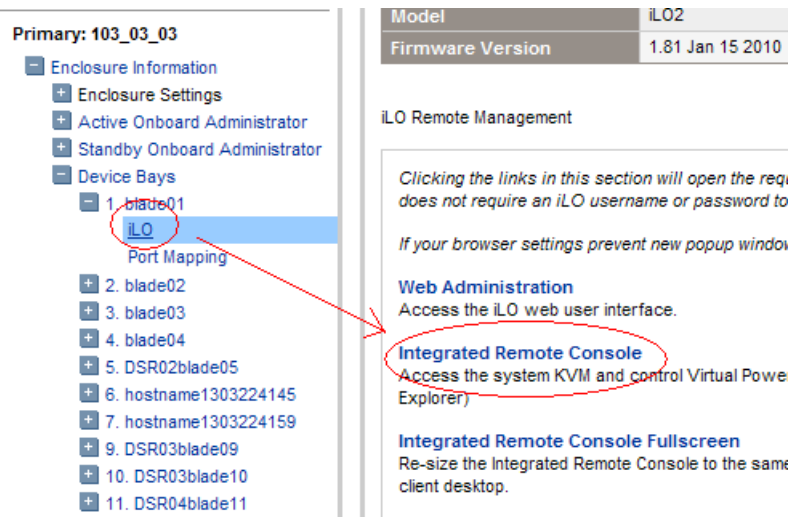 Primary: 103_03_03
Enclosure Information
Enclosure Settings
Active Onboard Administrator
Standby Onboard Administrator
Device Bays
1. blade01
iLO
Port Mapping
2. blade02
3. blade03
4. blade04
5. DSR02blade05
6. hostname1303224145
7. hostname1303224159
9. DSR03blade09
10. DSR03blade10
11. DSR04blade11
Model iLO2
Firmware Version 1.81 Jan 15 2010
iLO Remote Management
Clicking the links in this section will open the
does not require an iLO username or password to
If your browser settings prevent new popup
Web Administration
Access the iLO web user interface.
Integrated Remote Console
Access the system KVM and control Virtual
Explorer)
Integrated Remote Console Fullscreen
Re-size the Integrated Remote Console to the same
client desktop.